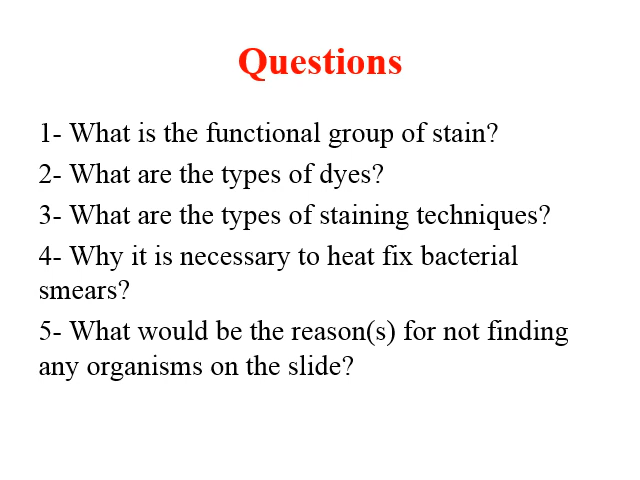 Questions
1- What is the functional group of stain?
2- What are the types of dyes?
3- What are the types of staining techniques?
4- Why it is necessary to heat fix bacterial
smears?
5- What would be the reason(s) for not finding
any organisms on the slide?